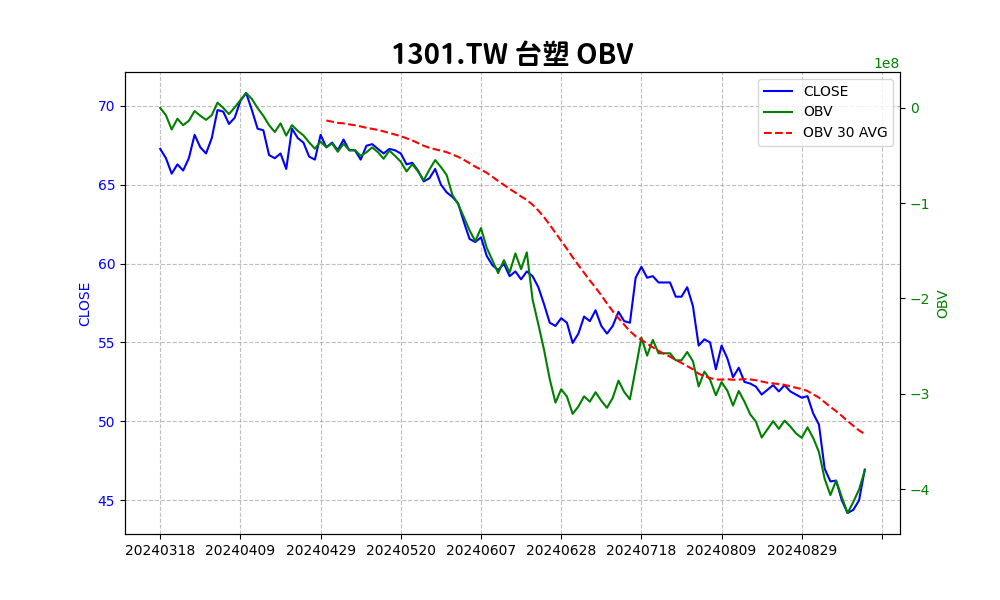 1301.TW 台塑 OBV
1e8
CLOSE
OBV
OBV 30 AVG
70
65
60
55
50
45
0
−1
−2
−3
−4
CLOSE
OBV
20240318 20240409 20240429 20240520 20240607 20240628 20240718 20240809 20240829